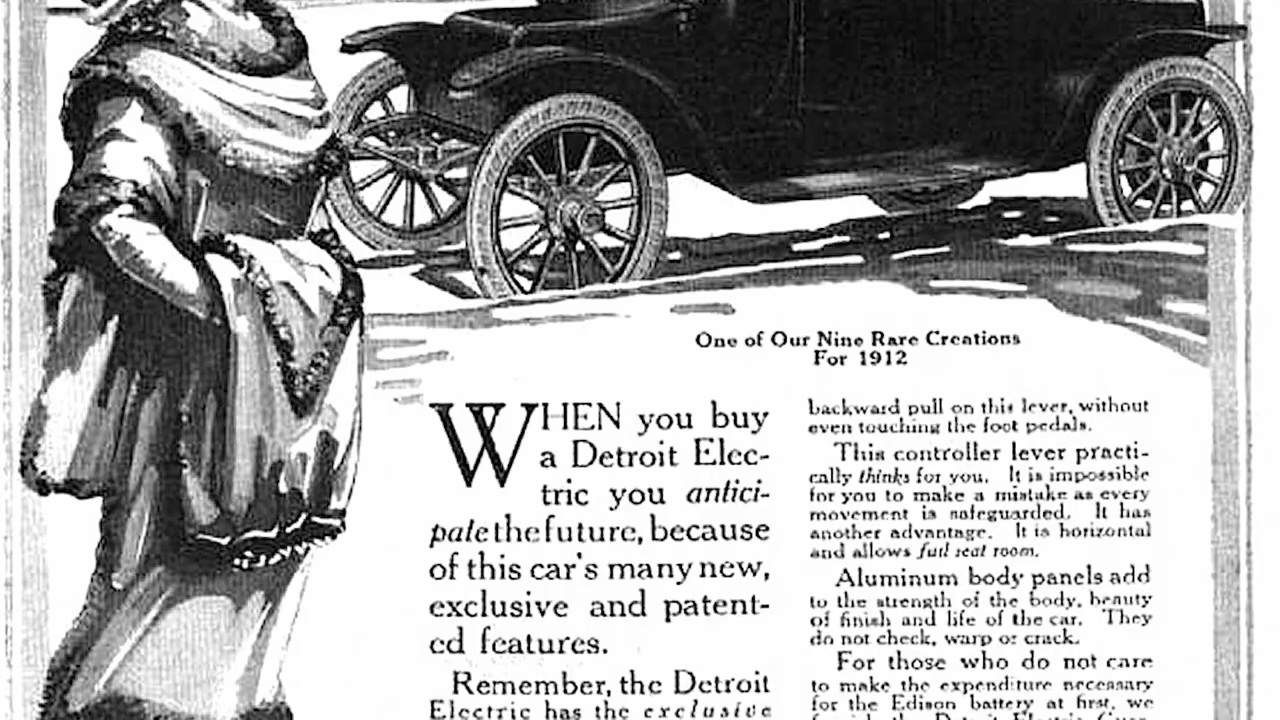 One of Our Nine Rare Creations
For 1912
WHEN you buy
a Detroit Elec-
tric you antici-
pate the future, because
of this car's many new,
exclusive and patent-
ed features.
Remember, the Detroit
Electric has the exclusive
backward pull on this lever, without
even touching the foot pedals.
This controller lever practi-
cally thinks for you. It is impossible
for you to make a mistake as every
movement is safeguarded. It has
another advantage. It is horizontal
and allows full seat room.
Aluminum body panels add
to the strength of the body, beauty
of finish and life of the car. They
do not check, warp or crack.
For those who do not care
to make the expenditure necessary
for the Edison battery at first, we
the Detroit Electric